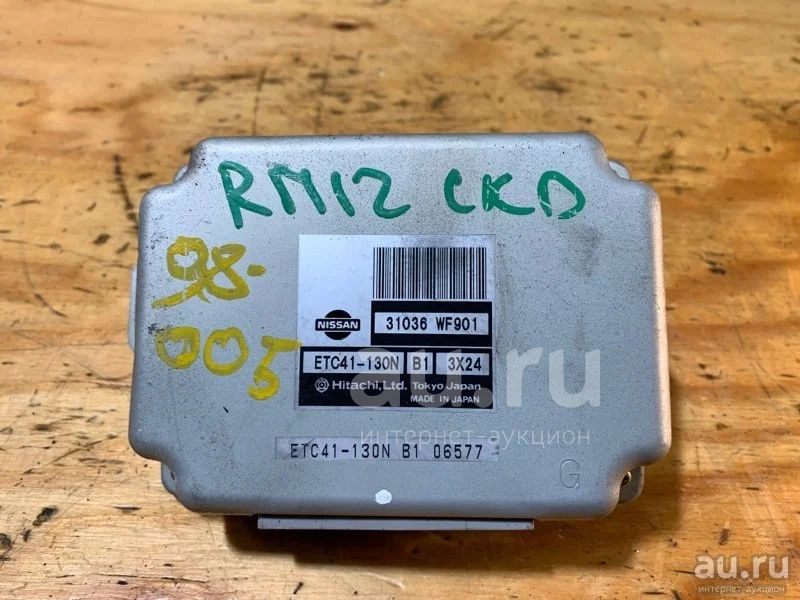 RM12 CKD
98-
005
NISSAN
31036 WF901
ETC41-130N B1 3X24
Hitachi, Ltd. Tokyo Japan
MADE IN JAPAN
au.ru
интернет-аукцион
ETC41-130N B1 06577
G
au.ru
интернет-аукцион